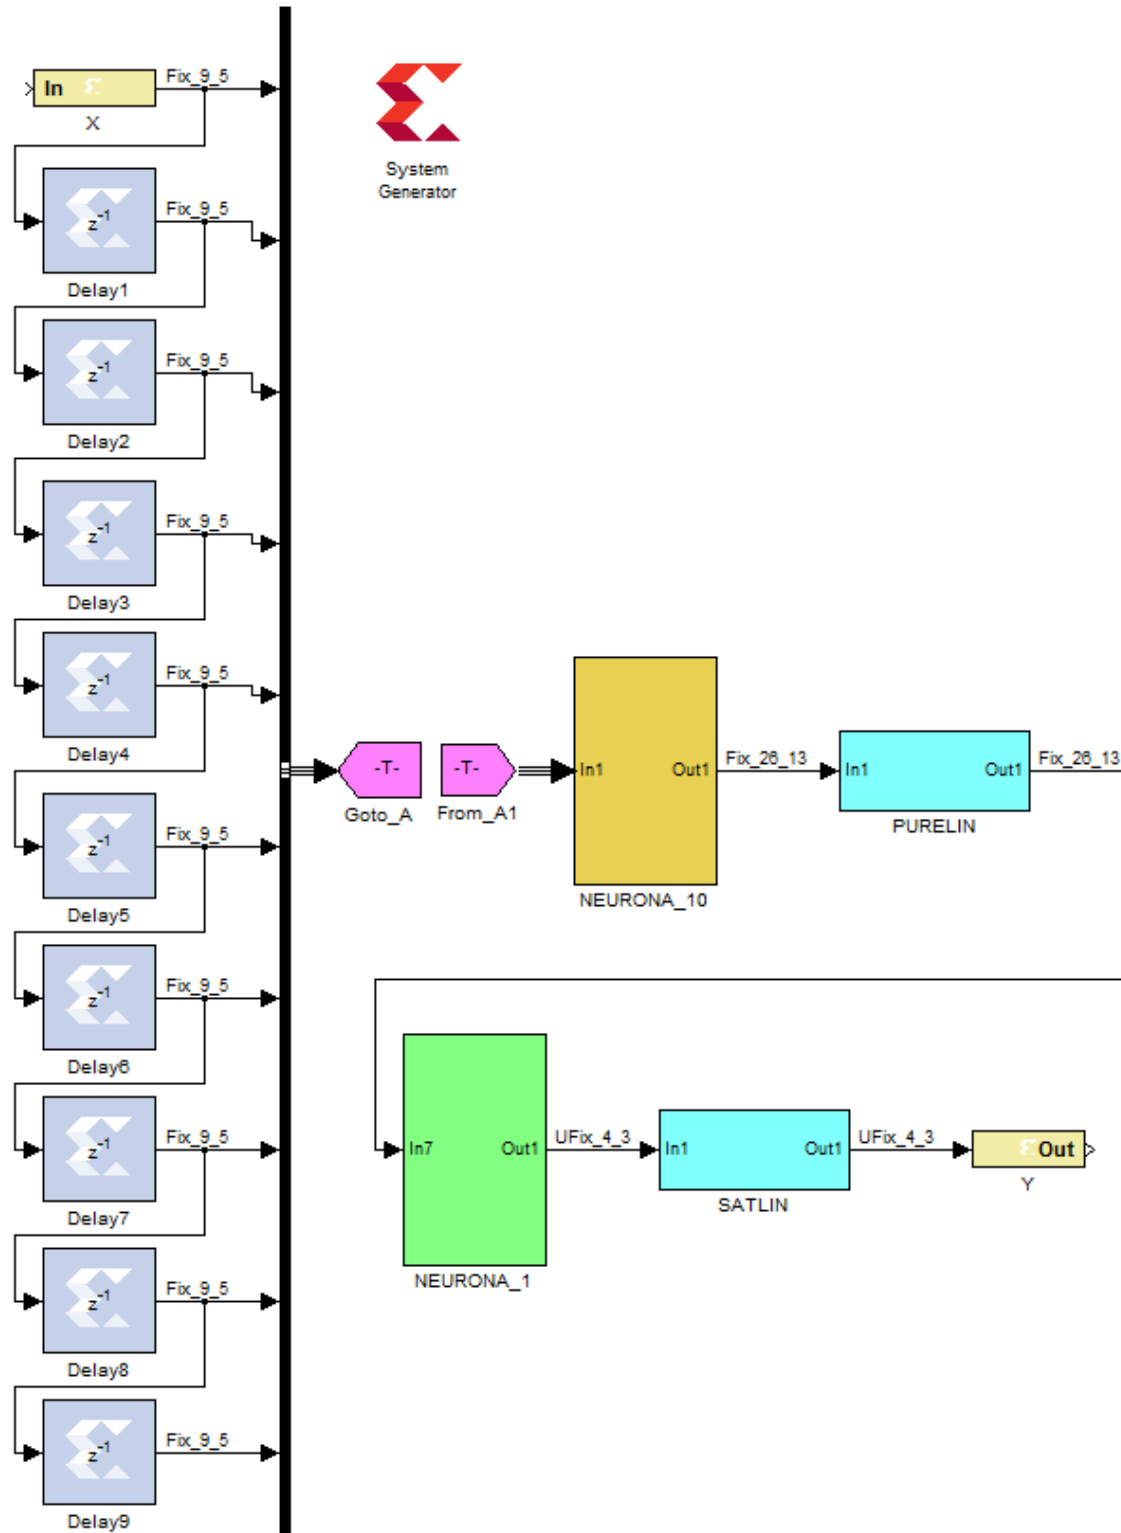 In
Fix_9_5
X
System
Generator
z-1
Fix_9_5
Delay1
z-1
Fix_9_5
Delay2
z-1
Fix_9_5
Delay3
z-1
Fix_9_5
Delay4
-T-
Goto_A
-T-
From_A1
In1
Out1
NEURONA_10
Fix_26_13
In1
Out1
PURELIN
Fix_26_13
z-1
Fix_9_5
Delay5
z-1
Fix_9_5
Delay6
In7
Out1
NEURONA_1
UFix_4_3
In1
Out1
SATLIN
UFix_4_3
Out
Y
z-1
Fix_9_5
Delay7
z-1
Fix_9_5
Delay8
z-1
Fix_9_5
Delay9